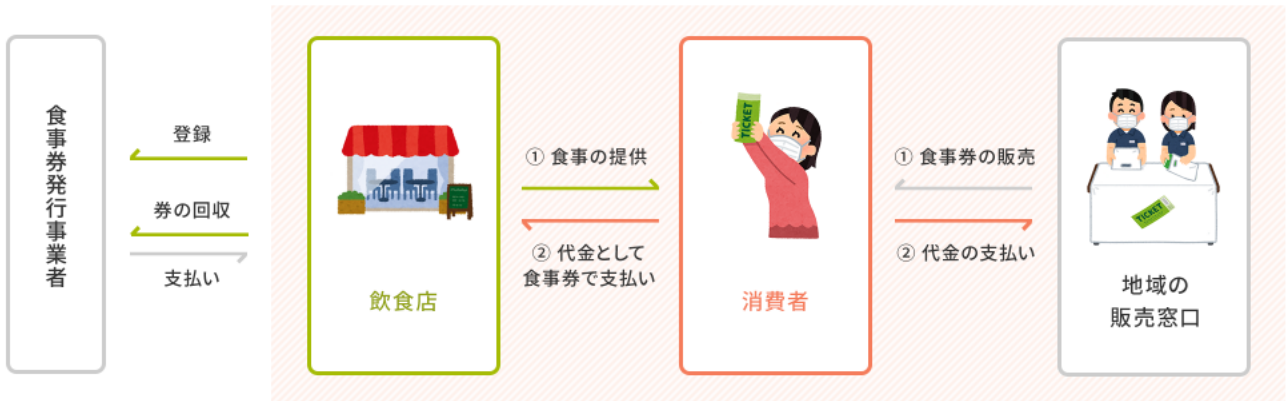 食事券発行事業者
登録
券の回収
支払い
飲食店
① 食事の提供
② 代金として
食事券で支払い
TICKET
消費者
① 食事券の販売
② 代金の支払い
TICKET
地域の
販売窓口